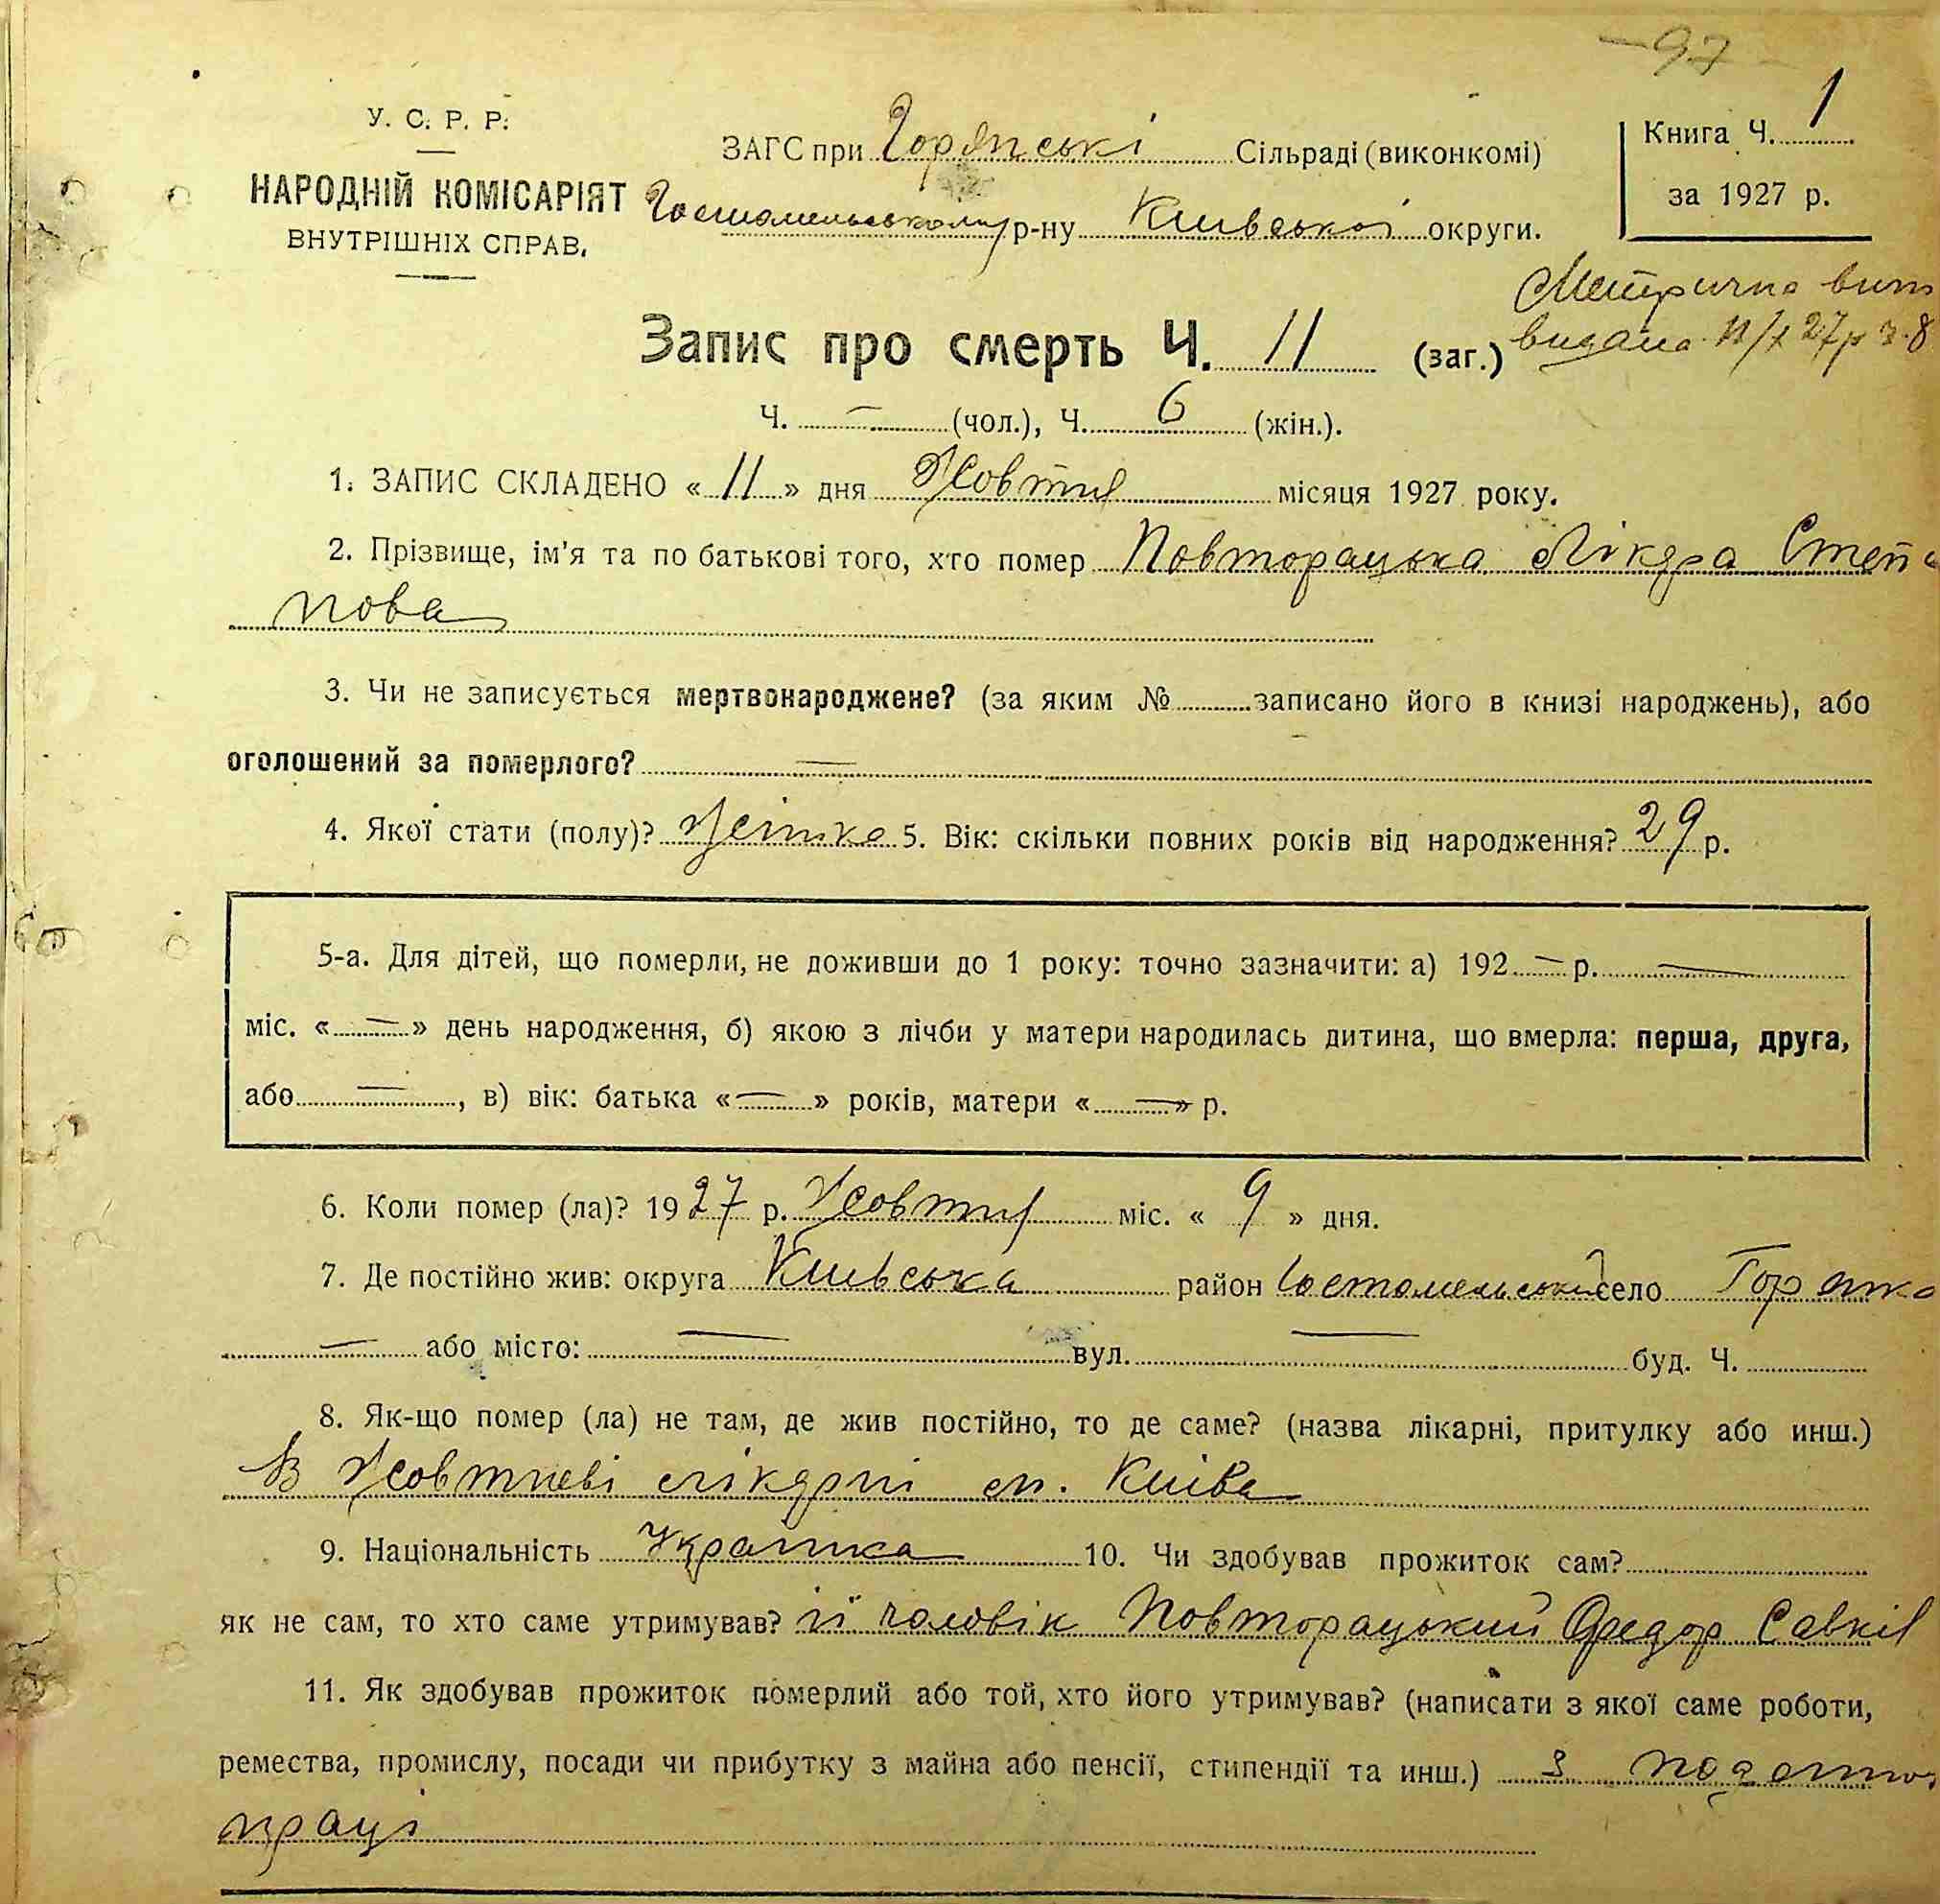 97
У. С. Р. Р.
НАРОДНІЙ КОМІСАРІЯТ
ВНУТРІШНІХ СПРАВ.
ЗАГС при Горянські Сільраді (виконкомі)
Гостомельському р-ну Київської округи.
Книга Ч. 1
за 1927 р.
Метрична вит
видана 11/X 27р з. 8
Запис про смерть Ч. 11 (заг.)
Ч. — (чол.), Ч. 6 (жін.).
1. ЗАПИС СКЛАДЕНО « 11 » дня Жовтня місяця 1927 року.
2. Прізвище, ім'я та по батькові того, хто помер Повторацька Лікера Степа
нова
3. Чи не записується мертвонароджене? (за яким № записано його в книзі народжень), або
оголошений за померлого? —
4. Якої стати (полу)? Жінка 5. Вік: скільки повних років від народження? 29 р.
5-а. Для дітей, що померли, не доживши до 1 року: точно зазначити: а) 192 — р. —
міс. « — » день народження, б) якою з лічби у матери народилась дитина, що вмерла: перша, друга,
або —, в) вік: батька « — » років, матери « — » р.
6. Коли помер (ла)? 1927 р. Жовтня міс. « 9 » дня.
7. Де постійно жив: округа Київська район Гостомельський село Горянка
— або місто: — вул. — буд. Ч.
8. Як-що помер (ла) не там, де жив постійно, то де саме? (назва лікарні, притулку або инш.)
В Жовтневі лікярні м. Київа
9. Національність Украінка 10. Чи здобував прожиток сам?
як не сам, то хто саме утримував? її чоловік Повторацький Федор Савків
11. Як здобував прожиток померлий або той, хто його утримував? (написати з якої саме роботи,
ремества, промислу, посади чи прибутку з майна або пенсії, стипендії та инш.) З
праці